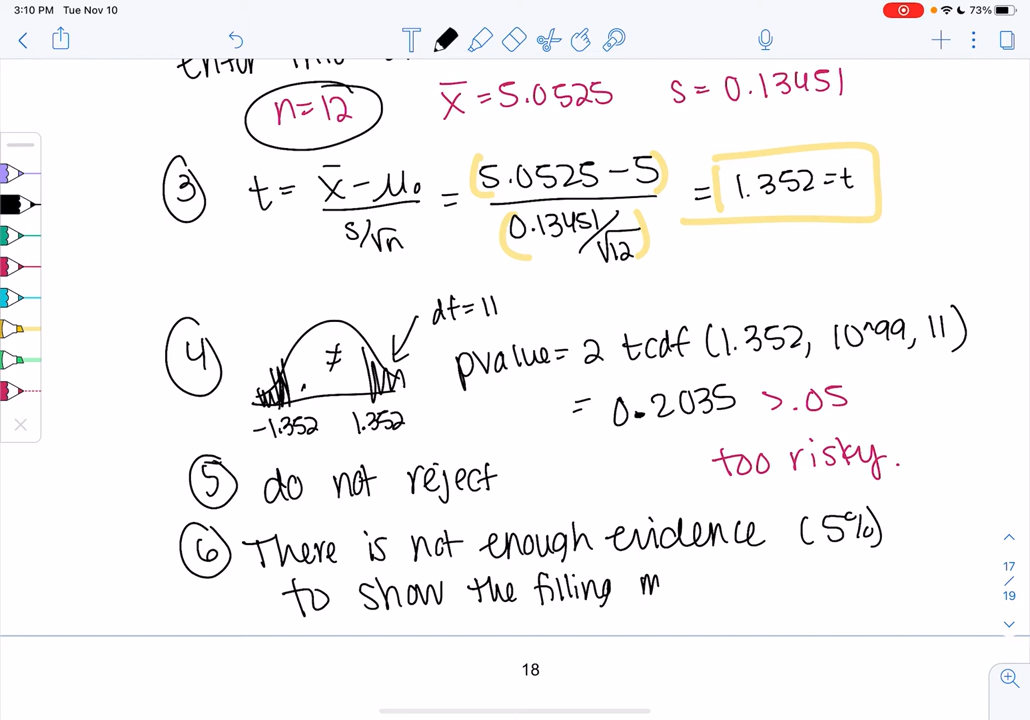 3:10 PM Tue Nov 10
73%
n=12 x̄ = 5.0525 s = 0.13451
③ t = x̄ - μ₀ / s/√n = (5.0525 - 5) / (0.13451/√12) = 1.352 = t
df = 11
④ ≠ pvalue = 2 tcdf (1.352, 10^99, 11)
-1.352 1.352
= 0.2035 > .05
too risky.
⑤ do not reject
⑥ There is not enough evidence (5%)
to show the filling m
17
/
19
18